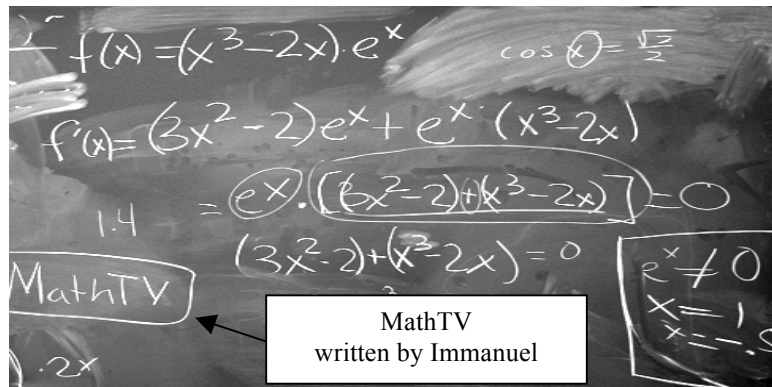 f(x) = (x³ - 2x) · eˣ
cos x = √2/2
f'(x) = (3x² - 2)eˣ + eˣ · (x³ - 2x)
= eˣ · [(3x² - 2) + (x³ - 2x)] = 0
1.4
(3x² - 2) + (x³ - 2x) = 0
eˣ ≠ 0
x = 1
x = -.
MathTV
MathTV
written by Immanuel
· 2x